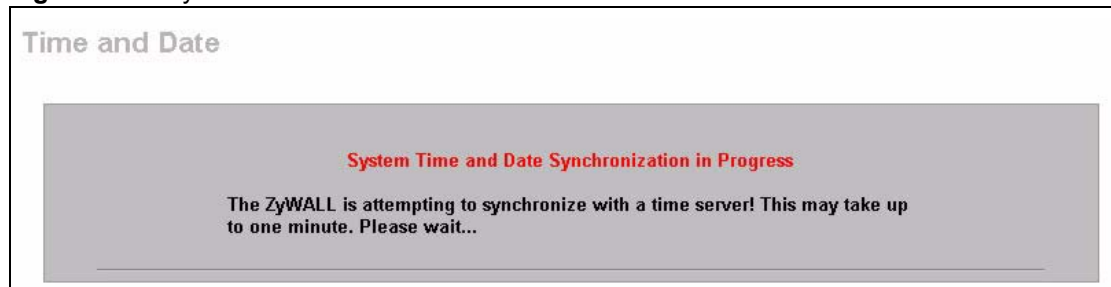 Time and Date
System Time and Date Synchronization in Progress
The ZyWALL is attempting to synchronize with a time server! This may take up
to one minute. Please wait...